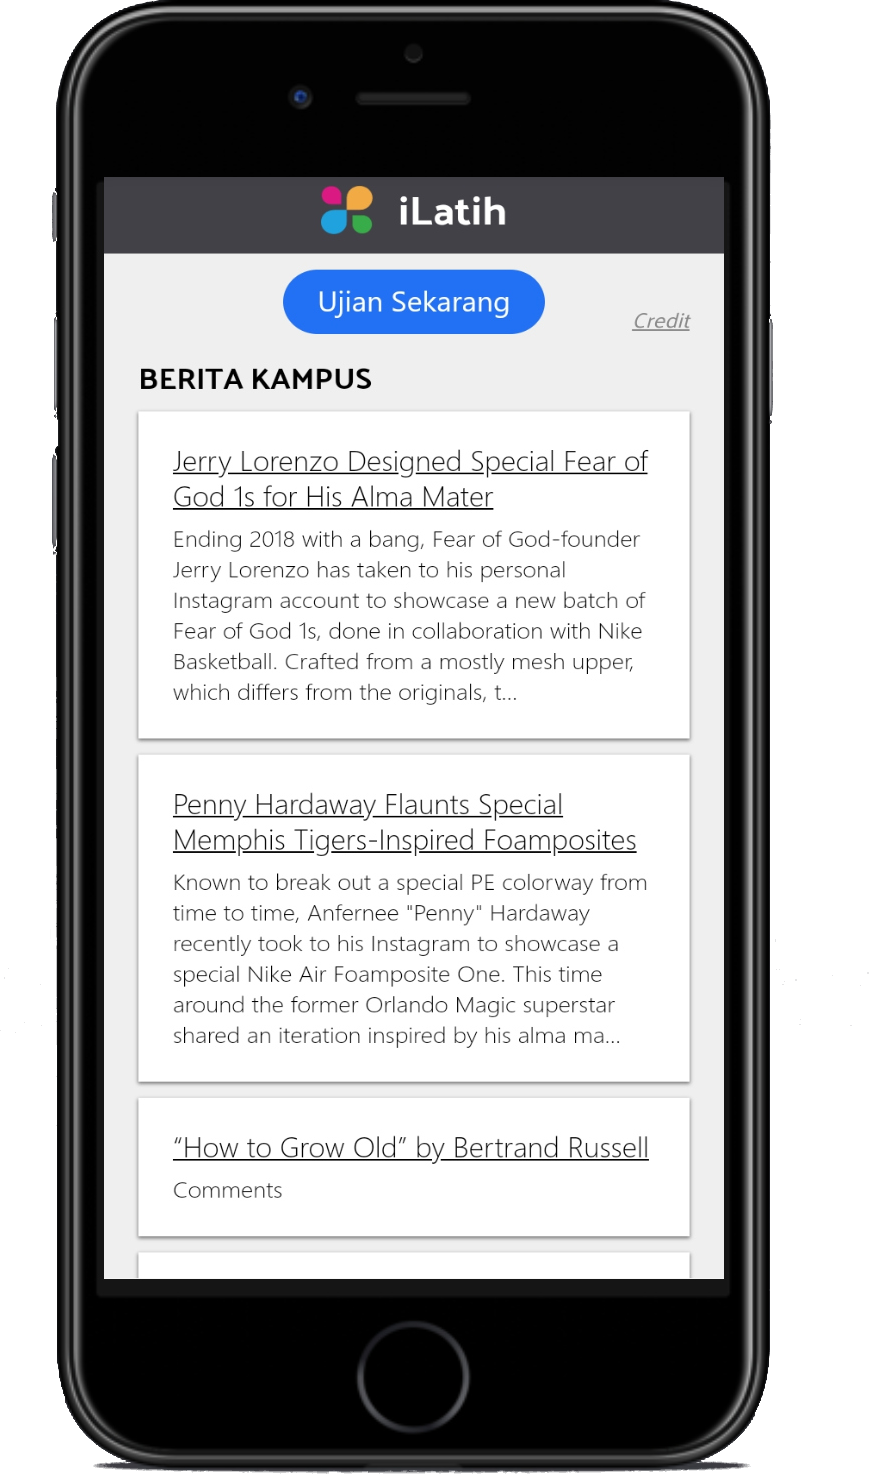 iLatih
Ujian Sekarang
Credit
BERITA KAMPUS
Jerry Lorenzo Designed Special Fear of
God 1s for His Alma Mater
Ending 2018 with a bang, Fear of God-founder
Jerry Lorenzo has taken to his personal
Instagram account to showcase a new batch of
Fear of God 1s, done in collaboration with Nike
Basketball. Crafted from a mostly mesh upper,
which differs from the originals, t...
Penny Hardaway Flaunts Special
Memphis Tigers-Inspired Foamposites
Known to break out a special PE colorway from
time to time, Anfernee "Penny" Hardaway
recently took to his Instagram to showcase a
special Nike Air Foamposite One. This time
around the former Orlando Magic superstar
shared an iteration inspired by his alma ma...
“How to Grow Old” by Bertrand Russell
Comments